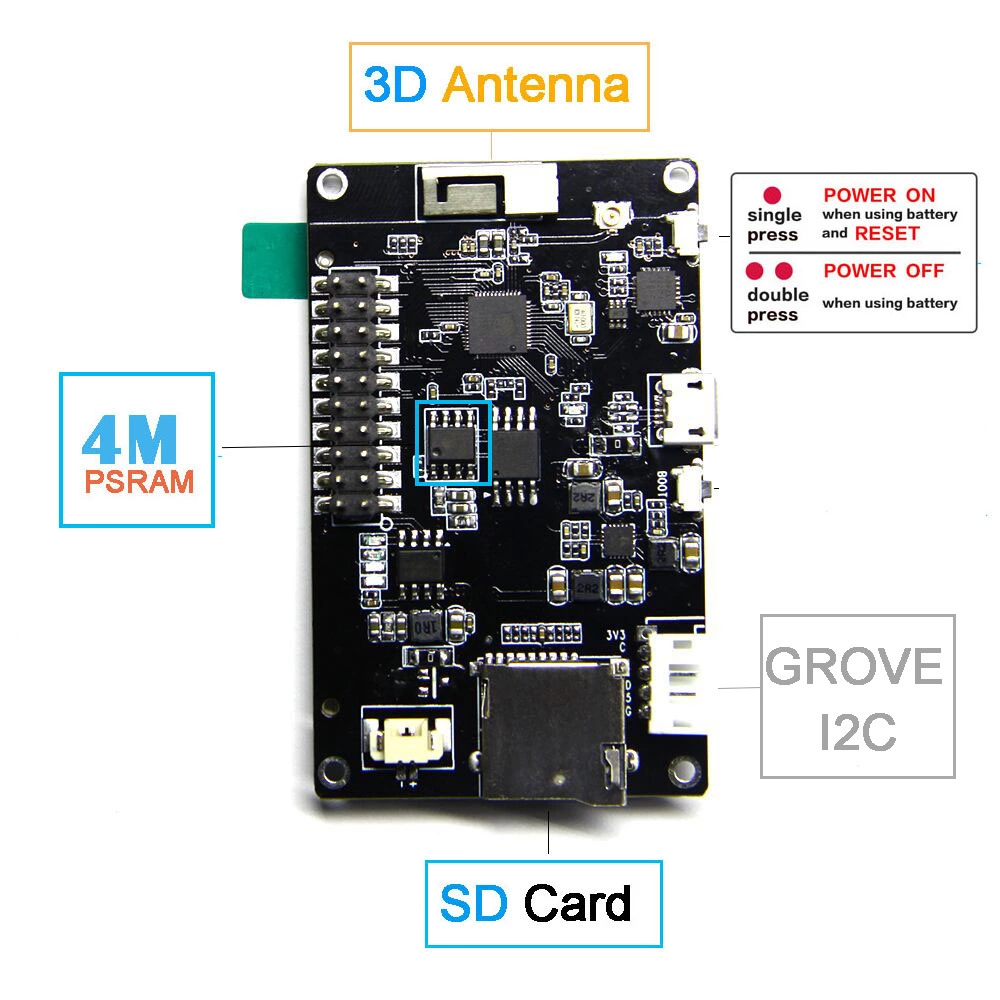 3D Antenna
single press
POWER ON
when using battery
and RESET
double press
POWER OFF
when using battery
4M
PSRAM
BOOT
2R2
2R2
1R0
3V3
C
D
5
G
GROVE
I2C
- +
SD Card